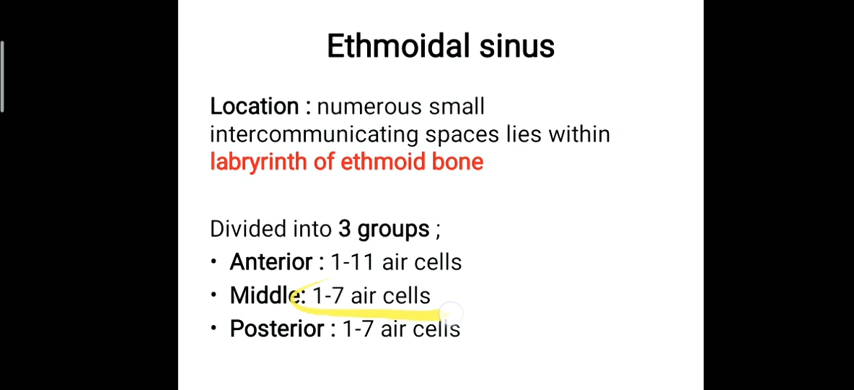 Ethmoidal sinus
Location : numerous small
intercommunicating spaces lies within
labryrinth of ethmoid bone
Divided into 3 groups ;
• Anterior : 1-11 air cells
• Middle: 1-7 air cells
• Posterior : 1-7 air cells